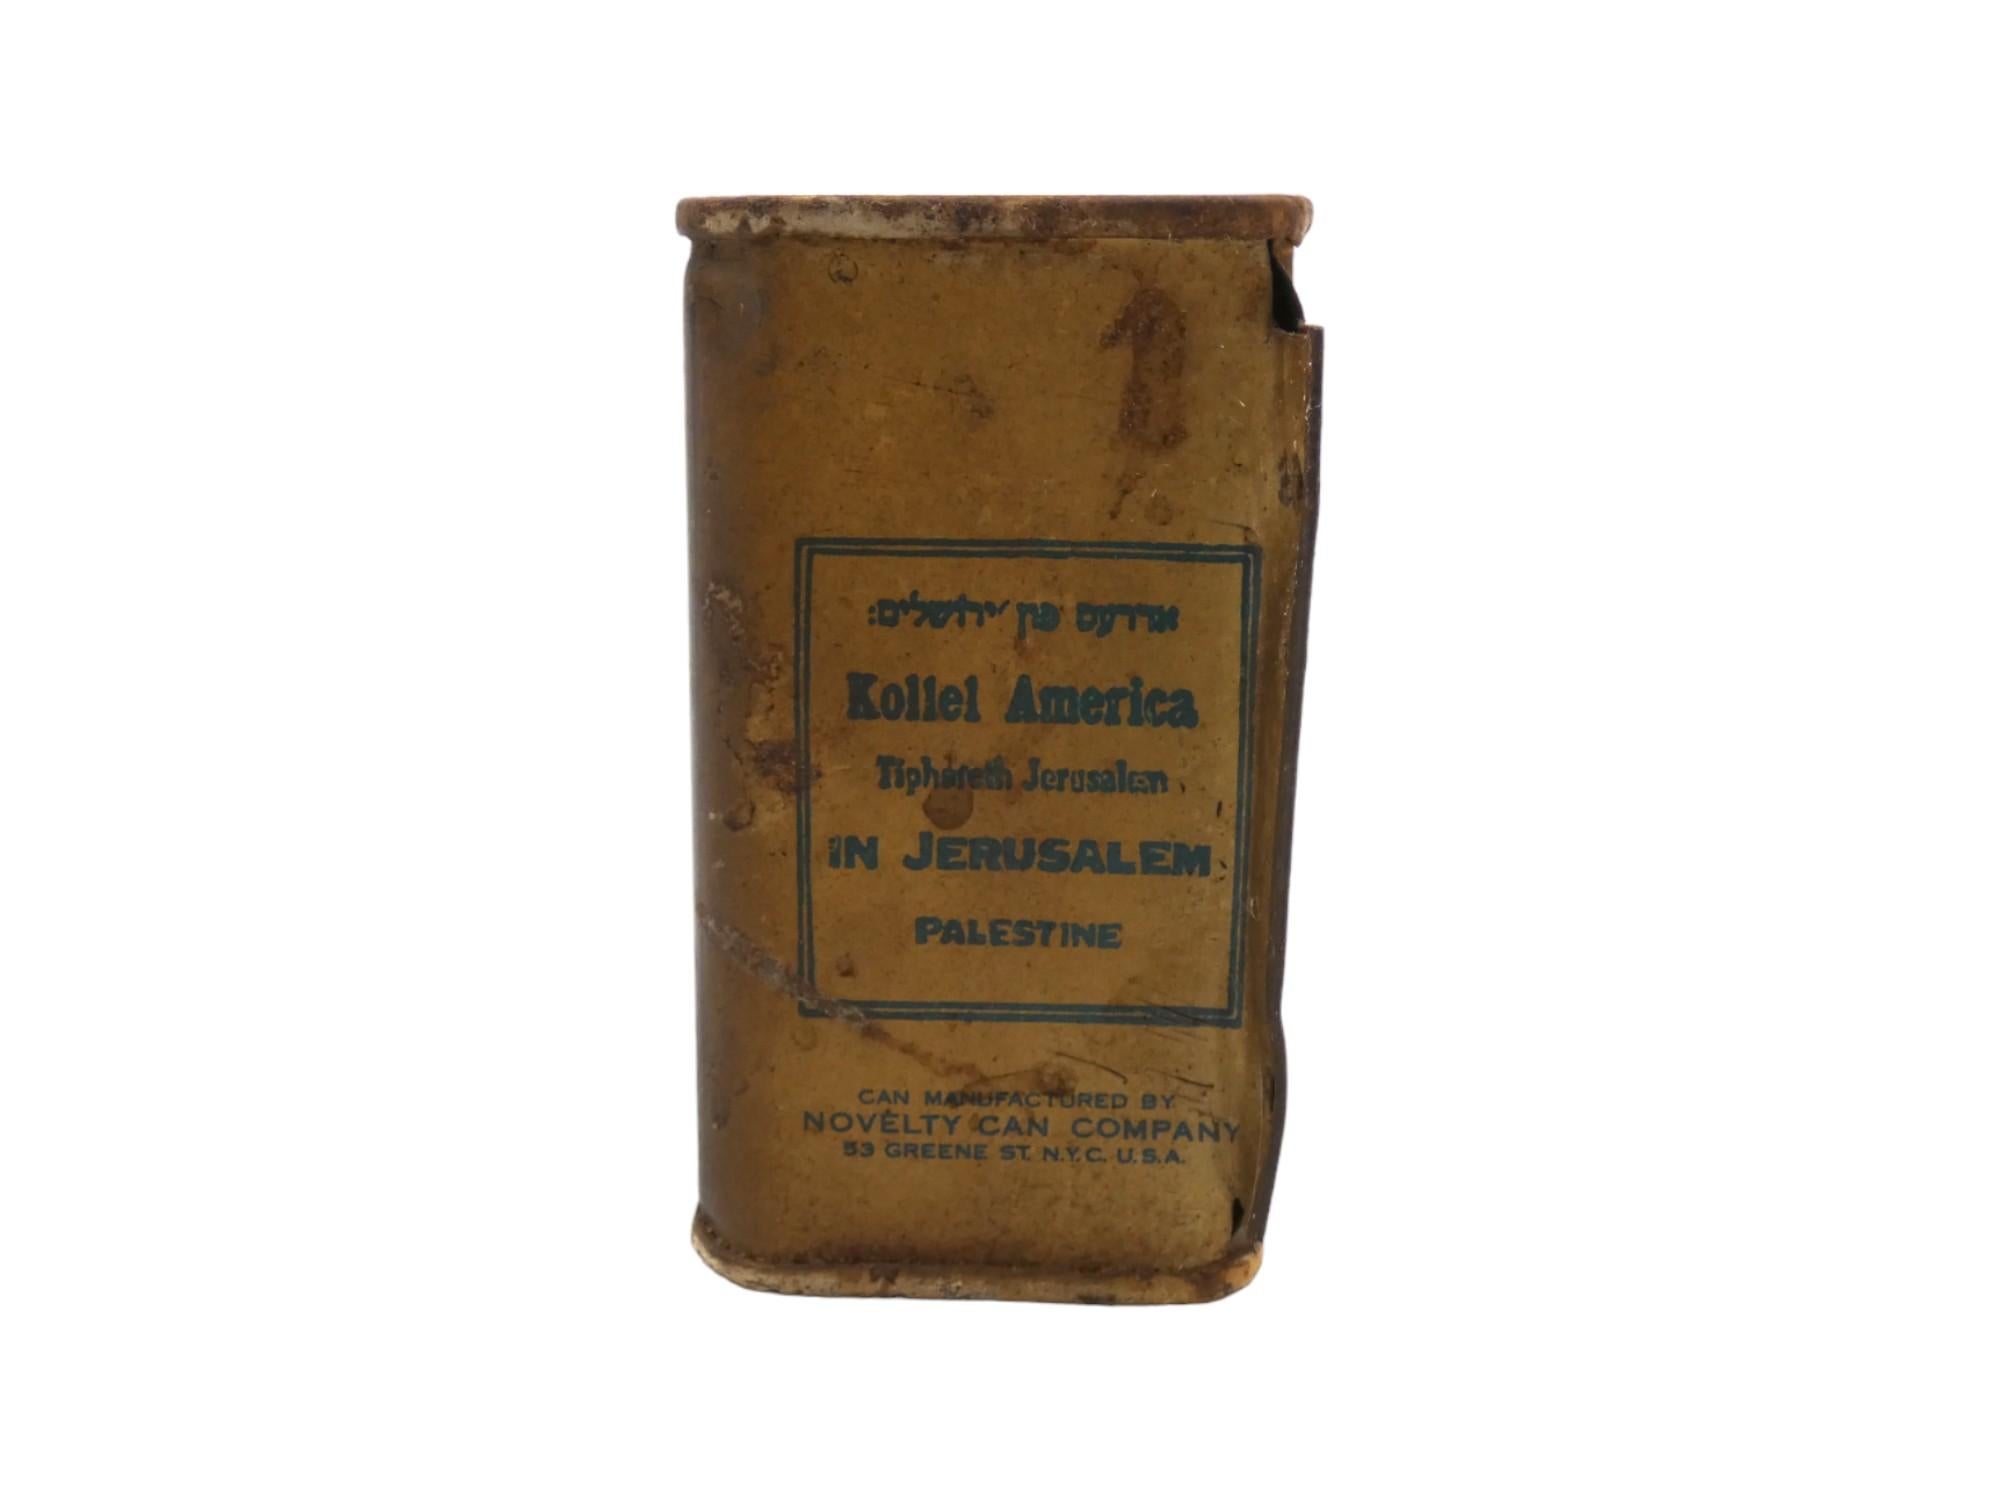 אדרעס פון ירושלים:
Kollel America
Tiphereth Jerusalem
IN JERUSALEM
PALESTINE
CAN MANUFACTURED BY
NOVELTY CAN COMPANY
53 GREENE ST. N.Y.C. U.S.A.